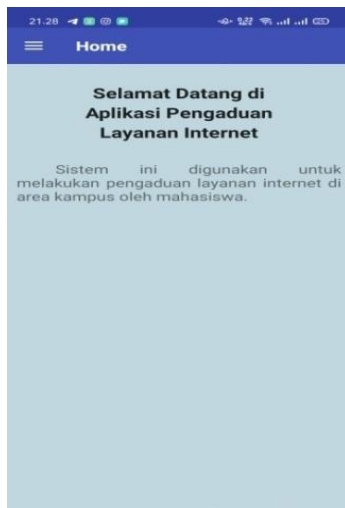 21.28
Home
Selamat Datang di
Aplikasi Pengaduan
Layanan Internet
Sistem ini digunakan untuk
melakukan pengaduan layanan internet di
area kampus oleh mahasiswa.